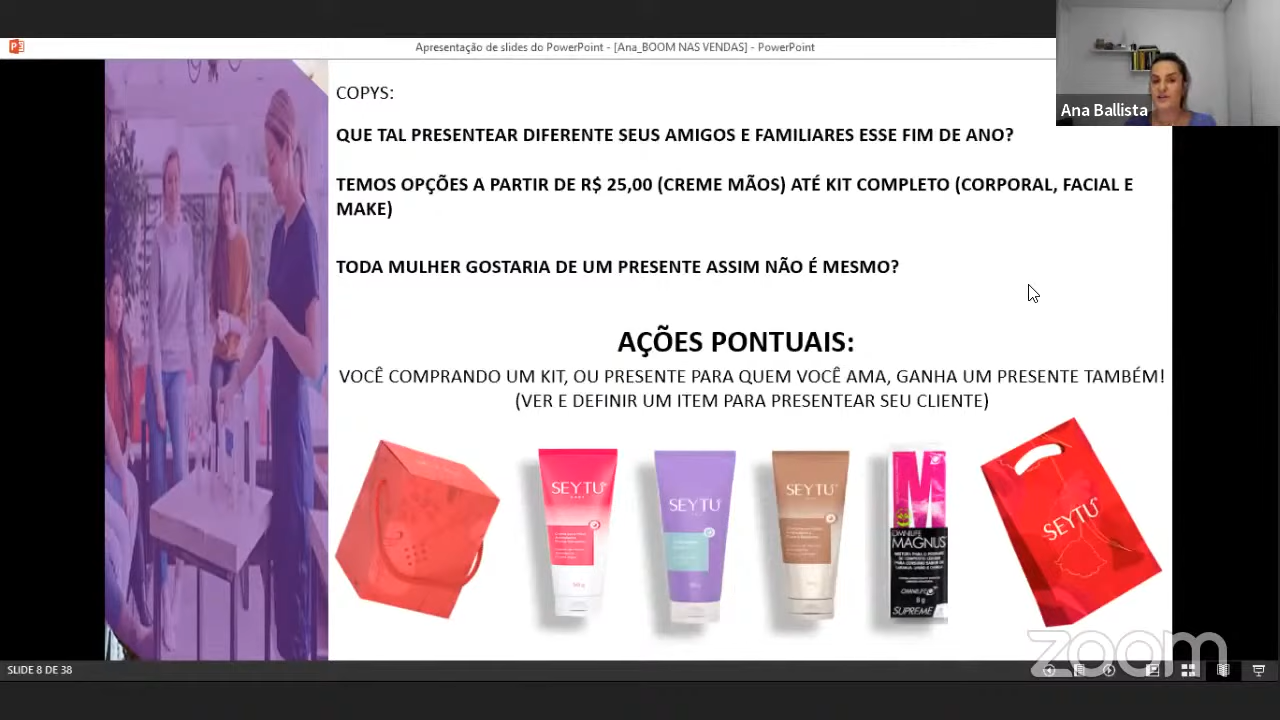 Apresentação de slides do PowerPoint - [Ana_BOOM NAS VENDAS] - PowerPoint
Ana Ballista
COPYS:
QUE TAL PRESENTEAR DIFERENTE SEUS AMIGOS E FAMILIARES ESSE FIM DE ANO?
TEMOS OPÇÕES A PARTIR DE R$ 25,00 (CREME MÃOS) ATÉ KIT COMPLETO (CORPORAL, FACIAL E
MAKE)
TODA MULHER GOSTARIA DE UM PRESENTE ASSIM NÃO É MESMO?
AÇÕES PONTUAIS:
VOCÊ COMPRANDO UM KIT, OU PRESENTE PARA QUEM VOCÊ AMA, GANHA UM PRESENTE TAMBÉM!
(VER E DEFINIR UM ITEM PARA PRESENTEAR SEU CLIENTE)
SEYTU
SEYTU
SEYTU
M
OMNILIFE
MAGNUS
OMNILIFE
8 g
SUPREME
SEYTU
zoom
SLIDE 8 DE 38